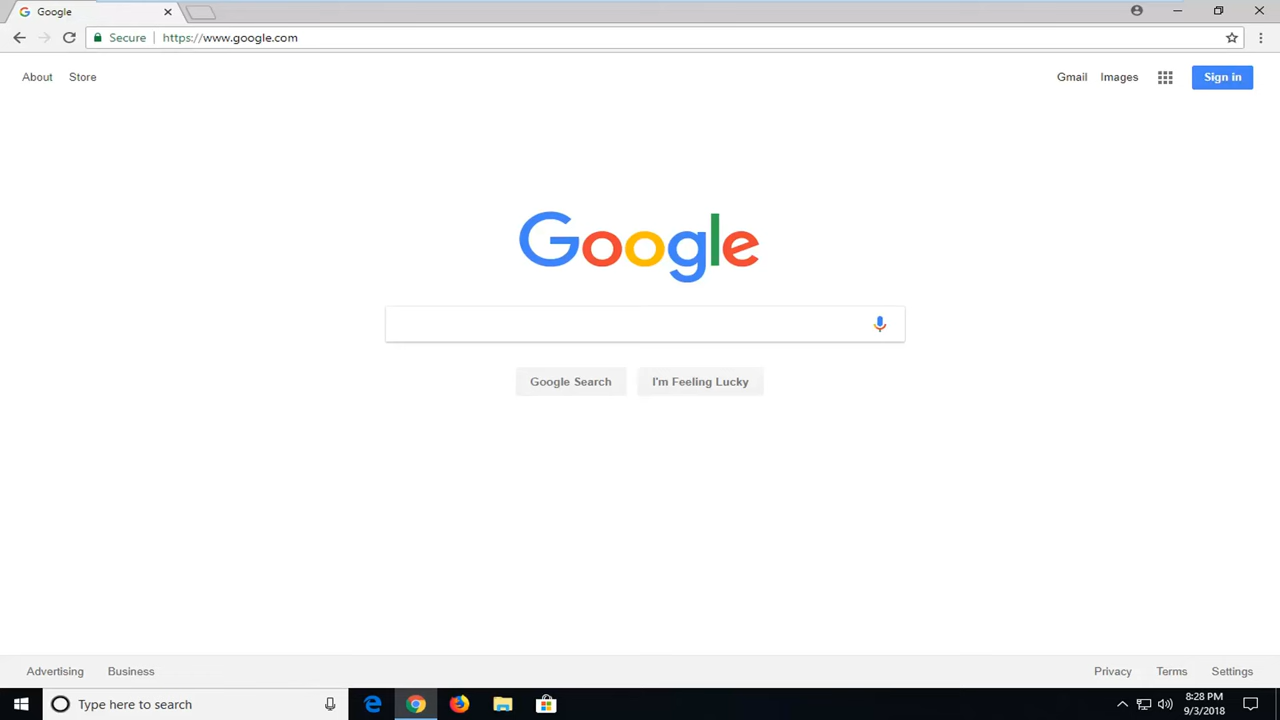 Google
Secure https://www.google.com
About Store Gmail Images Sign in
Google
Google Search I'm Feeling Lucky
Advertising Business Privacy Terms Settings
Type here to search
8:28 PM
9/3/2018